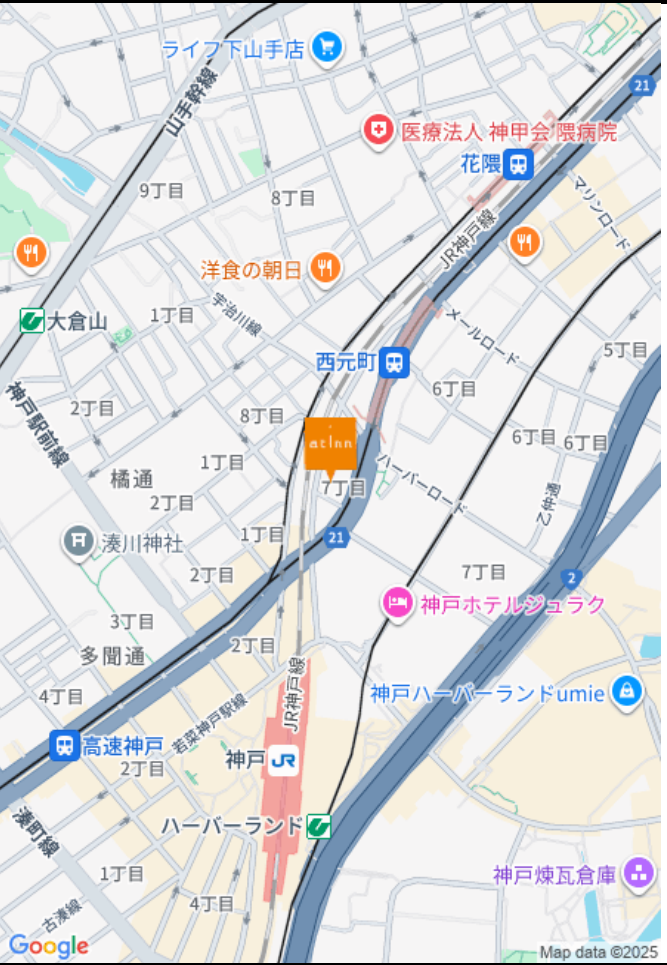 ライフ下山手店
21
山手幹線
医療法人 神甲会 隈病院
花隈
9丁目
8丁目
マリンロード
JR神戸線
洋食の朝日
宇治川線
1丁目
大倉山
メールロード
5丁目
西元町
6丁目
神戸駅前線
2丁目
8丁目
6丁目
6丁目
atinn
1丁目
橘通
7丁目
ハーバーロード
2丁目
1丁目
21
湊川神社
2丁目
7丁目
2
神戸ホテルジュラク
3丁目
2丁目
多聞通
JR神戸線
4丁目
神戸ハーバーランドumie
若菜神戸駅線
高速神戸
2丁目
神戸
JR
湊町線
ハーバーランド
1丁目
神戸煉瓦倉庫
古湊線
4丁目
Google
Map data ©2025